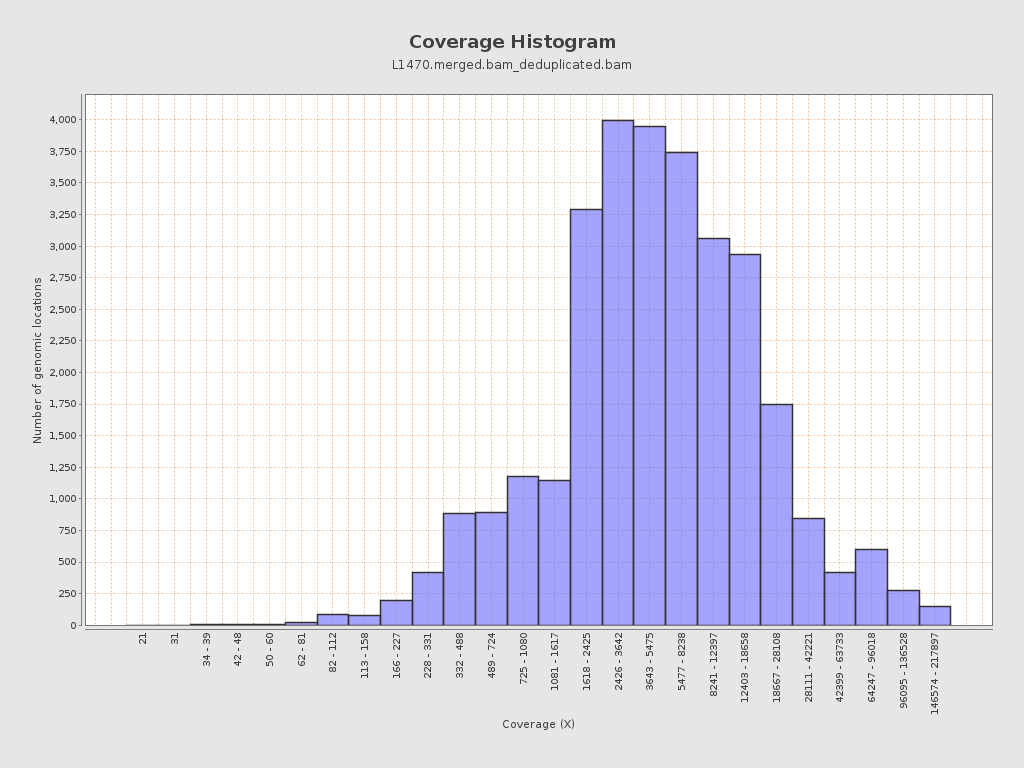 Coverage Histogram
L1470.merged.bam_deduplicated.bam
Number of genomic locations
4,000
3,750
3,500
3,250
3,000
2,750
2,500
2,250
2,000
1,750
1,500
1,250
1,000
750
500
250
0
21
31
34 - 39
42 - 48
50 - 60
62 - 81
82 - 112
113 - 158
166 - 227
228 - 331
332 - 488
489 - 724
725 - 1080
1081 - 1617
1618 - 2425
2426 - 3642
3643 - 5475
5477 - 8238
8241 - 12397
12403 - 18658
18667 - 28108
28111 - 42221
42399 - 63733
64247 - 96018
96095 - 136528
146574 - 217897
Coverage (X)